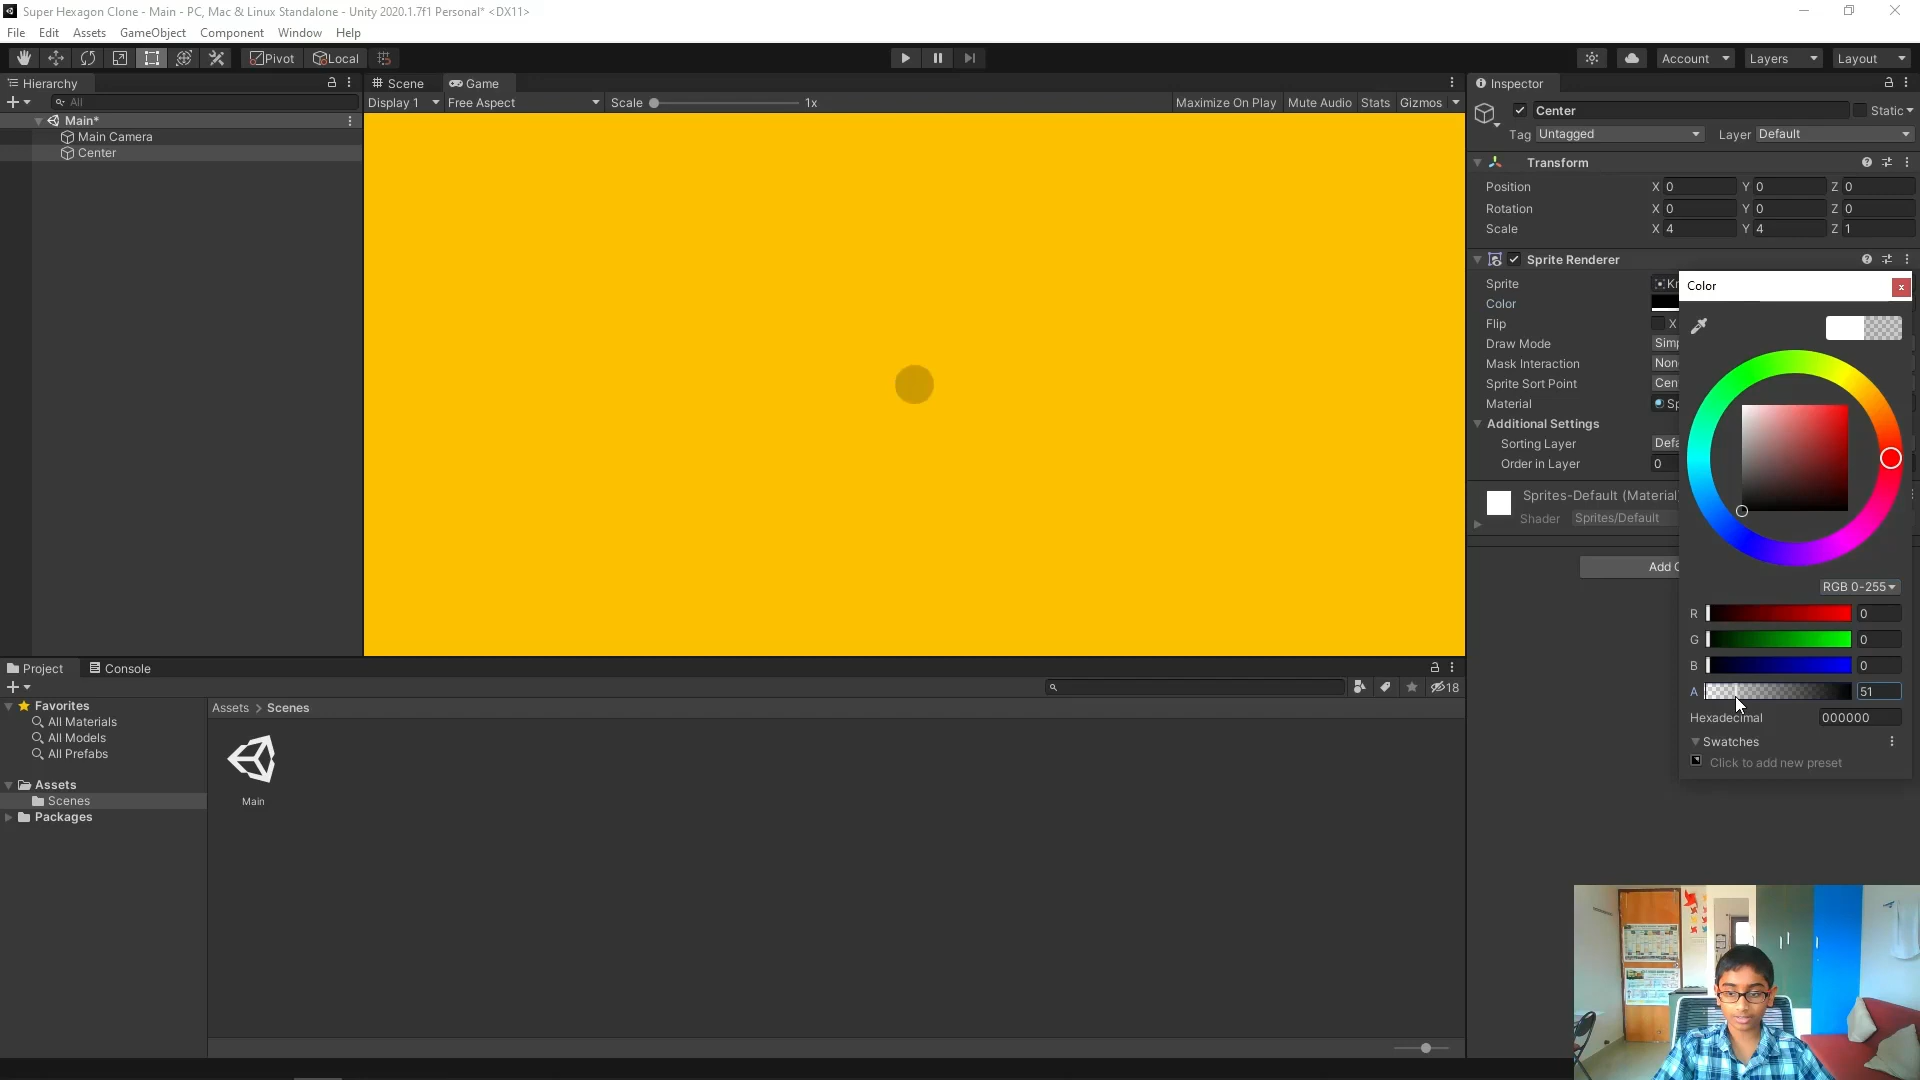 Super Hexagon Clone - Main - PC, Mac & Linux Standalone - Unity 2020.1.7f1 Personal* <DX11>
File Edit Assets GameObject Component Window Help
Pivot Local Account Layers Layout
Hierarchy
All
Main*
Main Camera
Center
Scene Game
Display 1 Free Aspect Scale 1x Maximize On Play Mute Audio Stats Gizmos
Inspector
Center Static
Tag Untagged Layer Default
Transform
Position X 0 Y 0 Z 0
Rotation X 0 Y 0 Z 0
Scale X 4 Y 4 Z 1
Sprite Renderer
Sprite
Color
Flip X
Draw Mode Simp
Mask Interaction Non
Sprite Sort Point Cen
Material Sp
Additional Settings
Sorting Layer Defa
Order in Layer 0
Sprites-Default (Material
Shader Sprites/Default
Add C
Color
RGB 0-255
R 0
G 0
B 0
A 51
Hexadecimal 000000
Swatches
Click to add new preset
Project Console
18
Favorites
All Materials
All Models
All Prefabs
Assets
Scenes
Packages
Assets > Scenes
Main